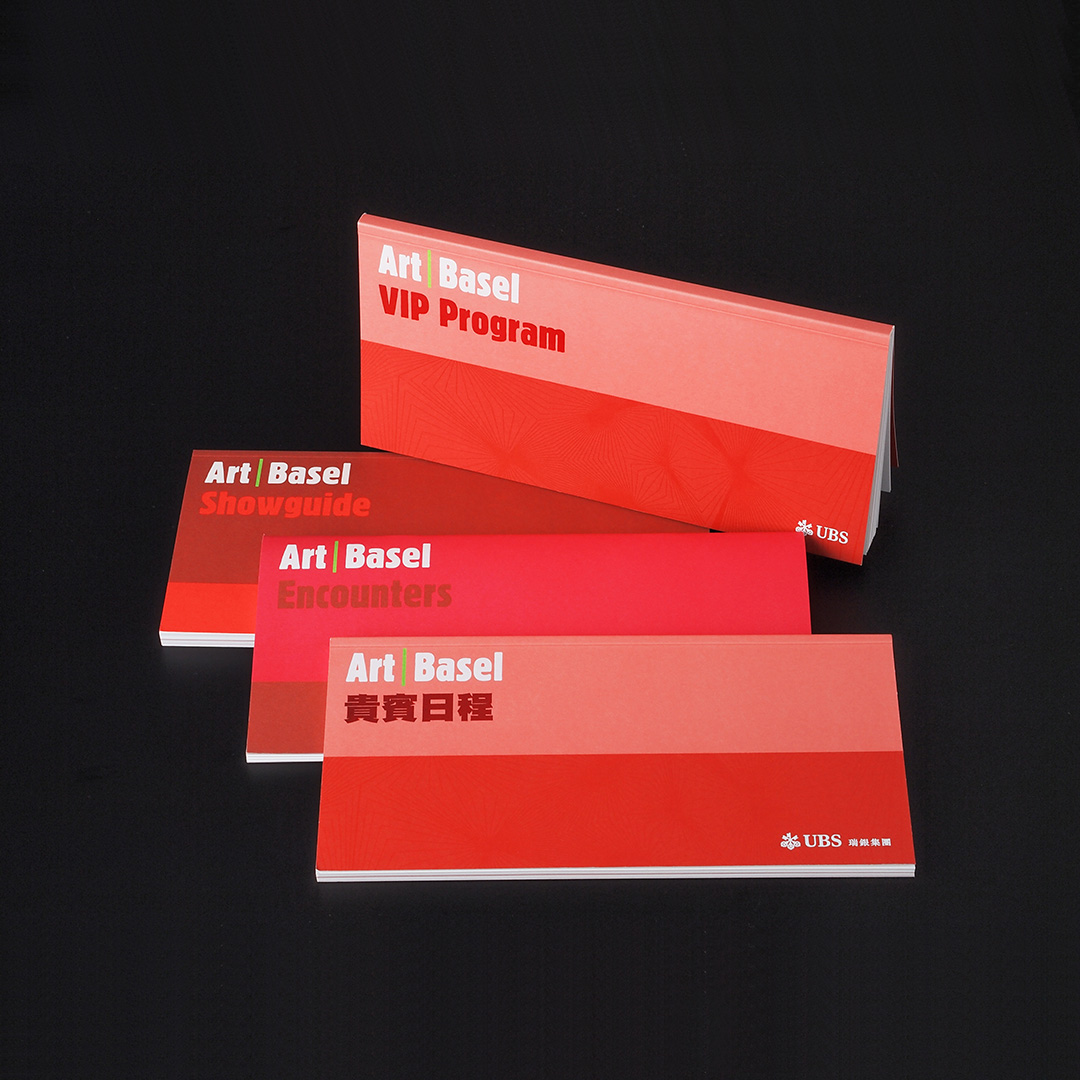 Art|Basel
VIP Program
UBS
Art|Basel
Showguide
Art|Basel
Encounters
Art|Basel
貴賓日程
UBS 瑞銀集團